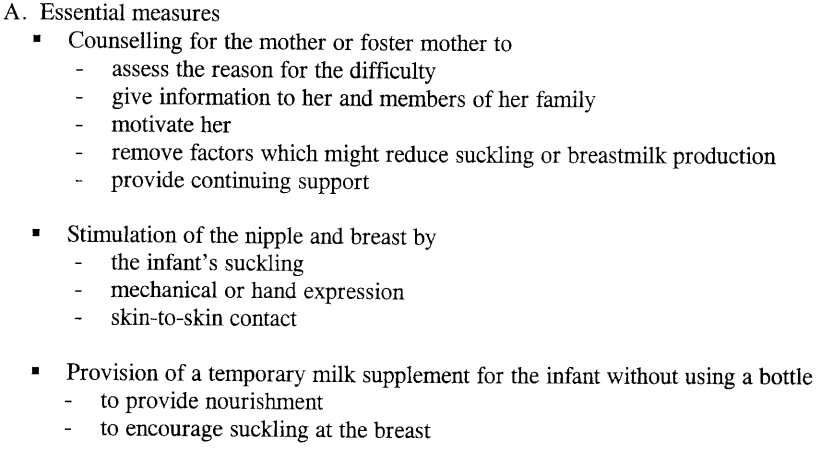 A. Essential measures
▪ Counselling for the mother or foster mother to
- assess the reason for the difficulty
- give information to her and members of her family
- motivate her
- remove factors which might reduce suckling or breastmilk production
- provide continuing support
▪ Stimulation of the nipple and breast by
- the infant's suckling
- mechanical or hand expression
- skin-to-skin contact
▪ Provision of a temporary milk supplement for the infant without using a bottle
- to provide nourishment
- to encourage suckling at the breast